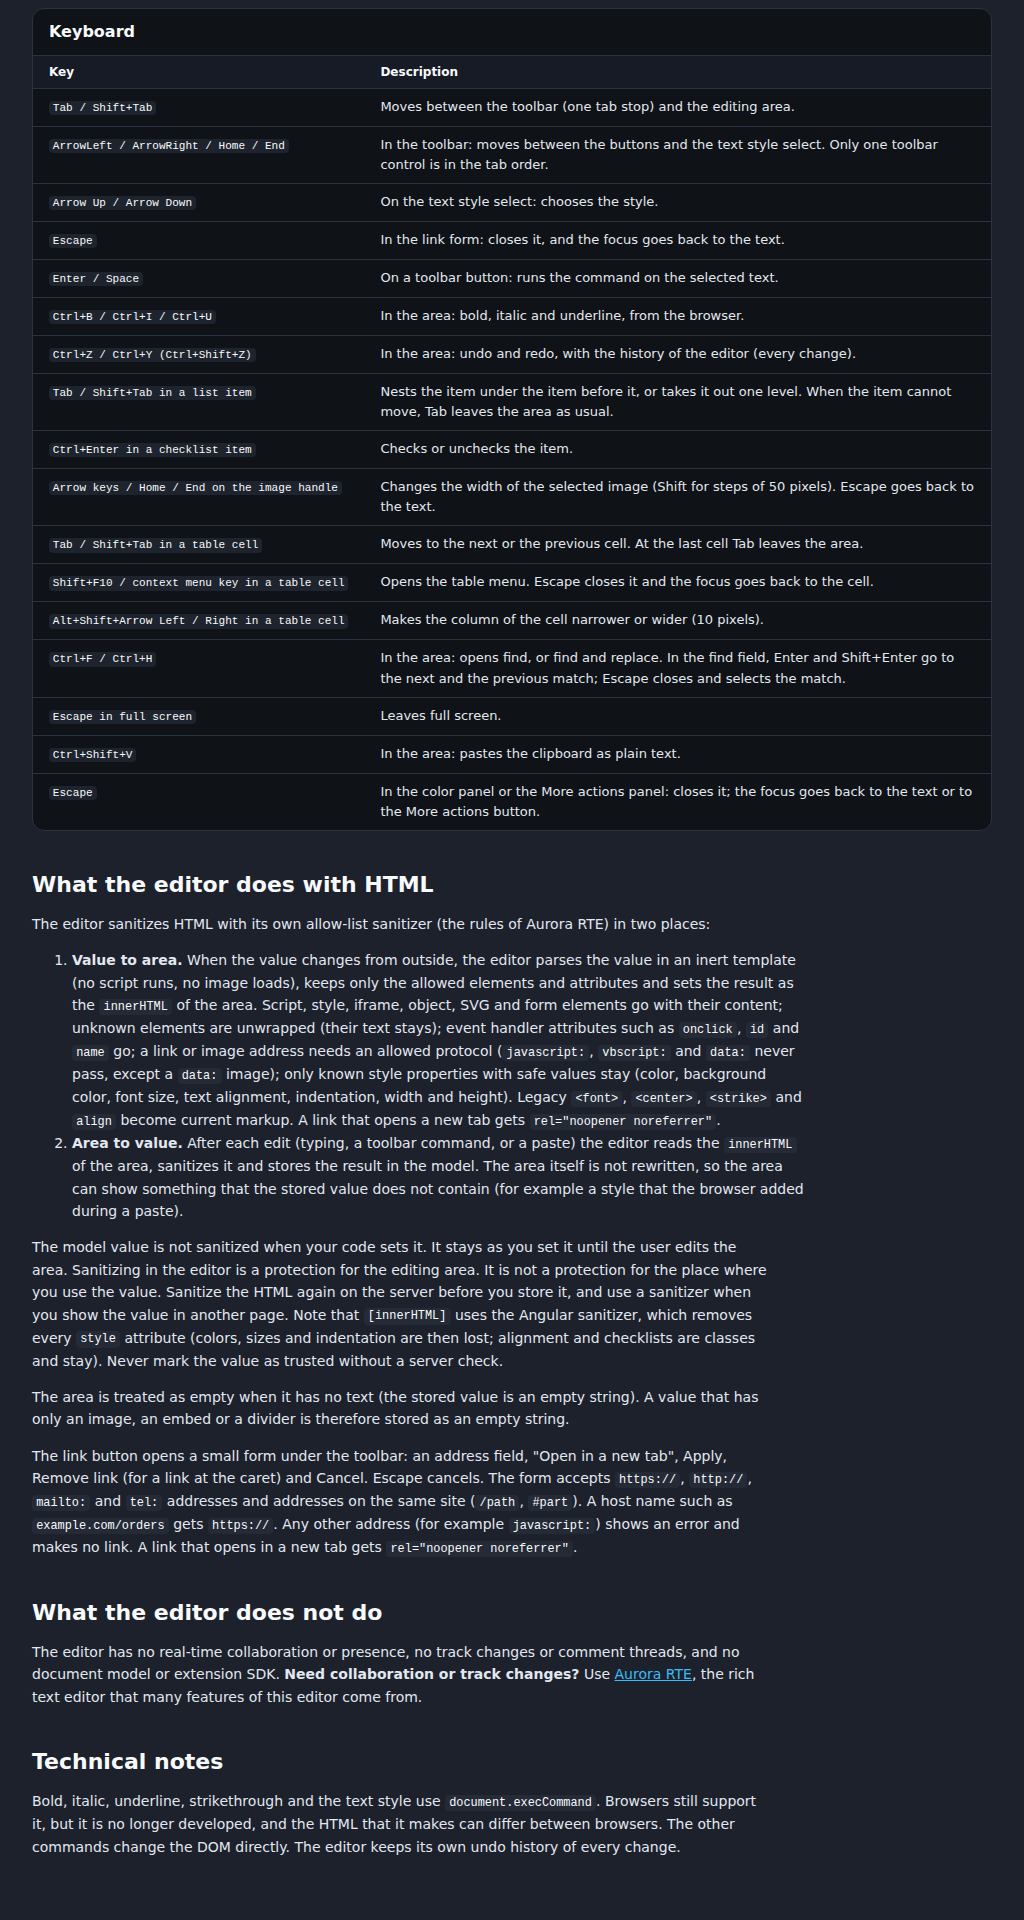 Keyboard
Key Description
Tab / Shift+Tab Moves between the toolbar (one tab stop) and the editing area.
ArrowLeft / ArrowRight / Home / End In the toolbar: moves between the buttons and the text style select. Only one toolbar
control is in the tab order.
Arrow Up / Arrow Down On the text style select: chooses the style.
Escape In the link form: closes it, and the focus goes back to the text.
Enter / Space On a toolbar button: runs the command on the selected text.
Ctrl+B / Ctrl+I / Ctrl+U In the area: bold, italic and underline, from the browser.
Ctrl+Z / Ctrl+Y (Ctrl+Shift+Z) In the area: undo and redo, with the history of the editor (every change).
Tab / Shift+Tab in a list item Nests the item under the item before it, or takes it out one level. When the item cannot
move, Tab leaves the area as usual.
Ctrl+Enter in a checklist item Checks or unchecks the item.
Arrow keys / Home / End on the image handle Changes the width of the selected image (Shift for steps of 50 pixels). Escape goes back to
the text.
Tab / Shift+Tab in a table cell Moves to the next or the previous cell. At the last cell Tab leaves the area.
Shift+F10 / context menu key in a table cell Opens the table menu. Escape closes it and the focus goes back to the cell.
Alt+Shift+Arrow Left / Right in a table cell Makes the column of the cell narrower or wider (10 pixels).
Ctrl+F / Ctrl+H In the area: opens find, or find and replace. In the find field, Enter and Shift+Enter go to
the next and the previous match; Escape closes and selects the match.
Escape in full screen Leaves full screen.
Ctrl+Shift+V In the area: pastes the clipboard as plain text.
Escape In the color panel or the More actions panel: closes it; the focus goes back to the text or to
the More actions button.
What the editor does with HTML
The editor sanitizes HTML with its own allow-list sanitizer (the rules of Aurora RTE) in two places:
1. Value to area. When the value changes from outside, the editor parses the value in an inert template
(no script runs, no image loads), keeps only the allowed elements and attributes and sets the result as
the innerHTML of the area. Script, style, iframe, object, SVG and form elements go with their content;
unknown elements are unwrapped (their text stays); event handler attributes such as onclick, id and
name go; a link or image address needs an allowed protocol (javascript:, vbscript: and data: never
pass, except a data: image); only known style properties with safe values stay (color, background
color, font size, text alignment, indentation, width and height). Legacy <font>, <center>, <strike> and
align become current markup. A link that opens a new tab gets rel="noopener noreferrer".
2. Area to value. After each edit (typing, a toolbar command, or a paste) the editor reads the innerHTML
of the area, sanitizes it and stores the result in the model. The area itself is not rewritten, so the area
can show something that the stored value does not contain (for example a style that the browser added
during a paste).
The model value is not sanitized when your code sets it. It stays as you set it until the user edits the
area. Sanitizing in the editor is a protection for the editing area. It is not a protection for the place where
you use the value. Sanitize the HTML again on the server before you store it, and use a sanitizer when
you show the value in another page. Note that [innerHTML] uses the Angular sanitizer, which removes
every style attribute (colors, sizes and indentation are then lost; alignment and checklists are classes
and stay). Never mark the value as trusted without a server check.
The area is treated as empty when it has no text (the stored value is an empty string). A value that has
only an image, an embed or a divider is therefore stored as an empty string.
The link button opens a small form under the toolbar: an address field, "Open in a new tab", Apply,
Remove link (for a link at the caret) and Cancel. Escape cancels. The form accepts https://, http://,
mailto: and tel: addresses and addresses on the same site (/path, #part). A host name such as
example.com/orders gets https://. Any other address (for example javascript:) shows an error and
makes no link. A link that opens in a new tab gets rel="noopener noreferrer".
What the editor does not do
The editor has no real-time collaboration or presence, no track changes or comment threads, and no
document model or extension SDK. Need collaboration or track changes? Use Aurora RTE, the rich
text editor that many features of this editor come from.
Technical notes
Bold, italic, underline, strikethrough and the text style use document.execCommand. Browsers still support
it, but it is no longer developed, and the HTML that it makes can differ between browsers. The other
commands change the DOM directly. The editor keeps its own undo history of every change.